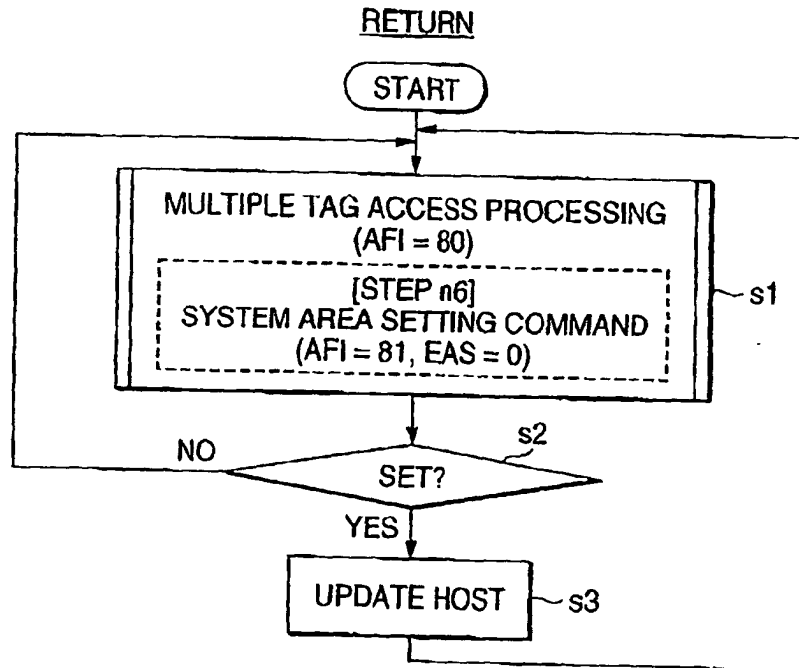 RETURN
START
MULTIPLE TAG ACCESS PROCESSING
(AFI = 80)
[STEP n6]
SYSTEM AREA SETTING COMMAND
(AFI = 81, EAS = 0)
s1
s2
NO
SET?
YES
UPDATE HOST
s3